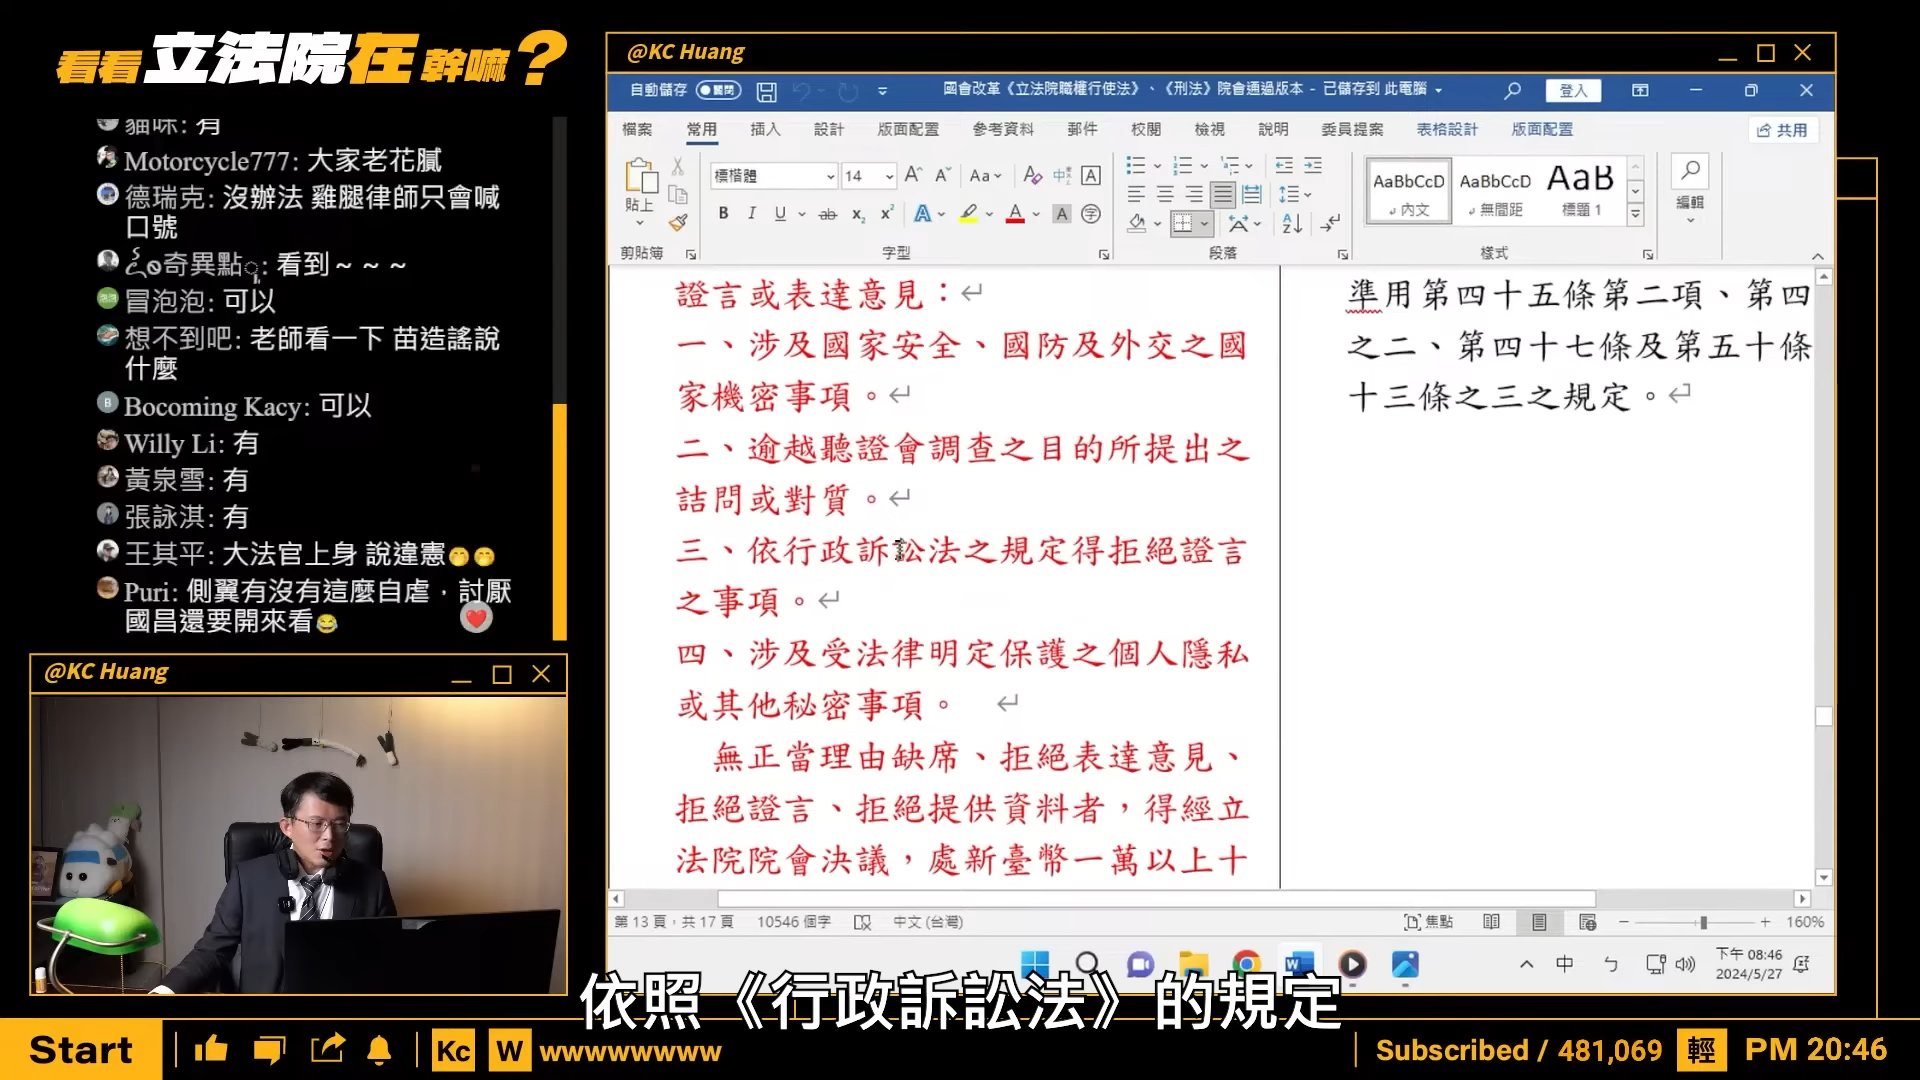 看看立法院在幹嘛?
貓咪: 有
Motorcycle777: 大家老花膩
德瑞克: 沒辦法 雞腿律師只會喊
口號
奇異點: 看到 ~ ~ ~
冒泡泡: 可以
想不到吧: 老師看一下 苗造謠說
什麼
Bocoming Kacy: 可以
Willy Li: 有
黃泉雪: 有
張詠淇: 有
王其平: 大法官上身 說違憲🤭🤭
Puri: 側翼有沒有這麼自虐，討厭
國昌還要開來看😂
@KC Huang
@KC Huang
自動儲存 關閉 國會改革《立法院職權行使法》、《刑法》院會通過版本 - 已儲存到 此電腦 登入
檔案 常用 插入 設計 版面配置 參考資料 郵件 校閱 檢視 說明 委員提案 表格設計 版面配置 共用
貼上 標楷體 14 Aa A
B I U ab x₂ x² A A A 字
AaBbCcD AaBbCcD AaB
內文 無間距 標題 1
編輯
剪貼簿 字型 段落 樣式
證言或表達意見：
一、涉及國家安全、國防及外交之國
家機密事項。
二、逾越聽證會調查之目的所提出之
詰問或對質。
三、依行政訴訟法之規定得拒絕證言
之事項。
四、涉及受法律明定保護之個人隱私
或其他秘密事項。
無正當理由缺席、拒絕表達意見、
拒絕證言、拒絕提供資料者，得經立
法院院會決議，處新臺幣一萬以上十
準用第四十五條第二項、第四
之二、第四十七條及第五十條
十三條之三之規定。
第 13 頁，共 17 頁 10546 個字 中文 (台灣) 焦點 160%
中 ㄅ 下午 08:46
2024/5/27
依照《行政訴訟法》的規定
Start Kc W wwwwwwwww Subscribed / 481,069 輕 PM 20:46